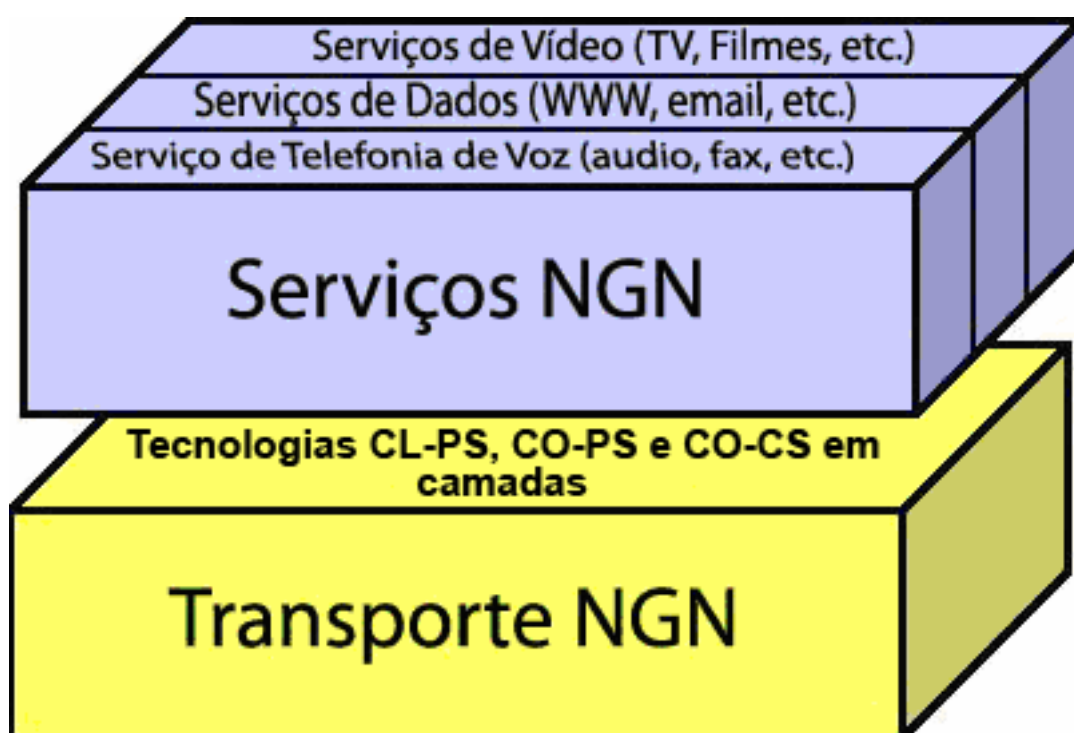 Serviços de Vídeo (TV, Filmes, etc.)
Serviços de Dados (WWW, email, etc.)
Serviço de Telefonia de Voz (audio, fax, etc.)
Serviços NGN
Tecnologias CL-PS, CO-PS e CO-CS em
camadas
Transporte NGN